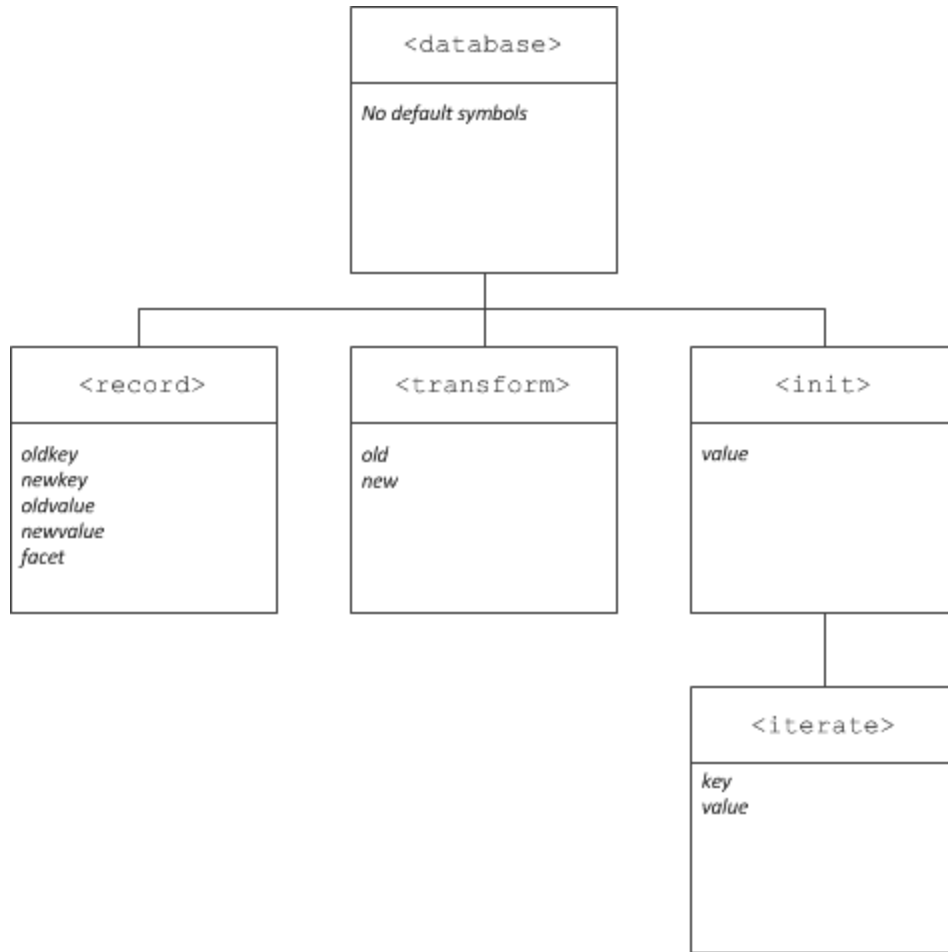 <database>
No default symbols
<record>
oldkey
newkey
oldvalue
newvalue
facet
<transform>
old
new
<init>
value
<iterate>
key
value